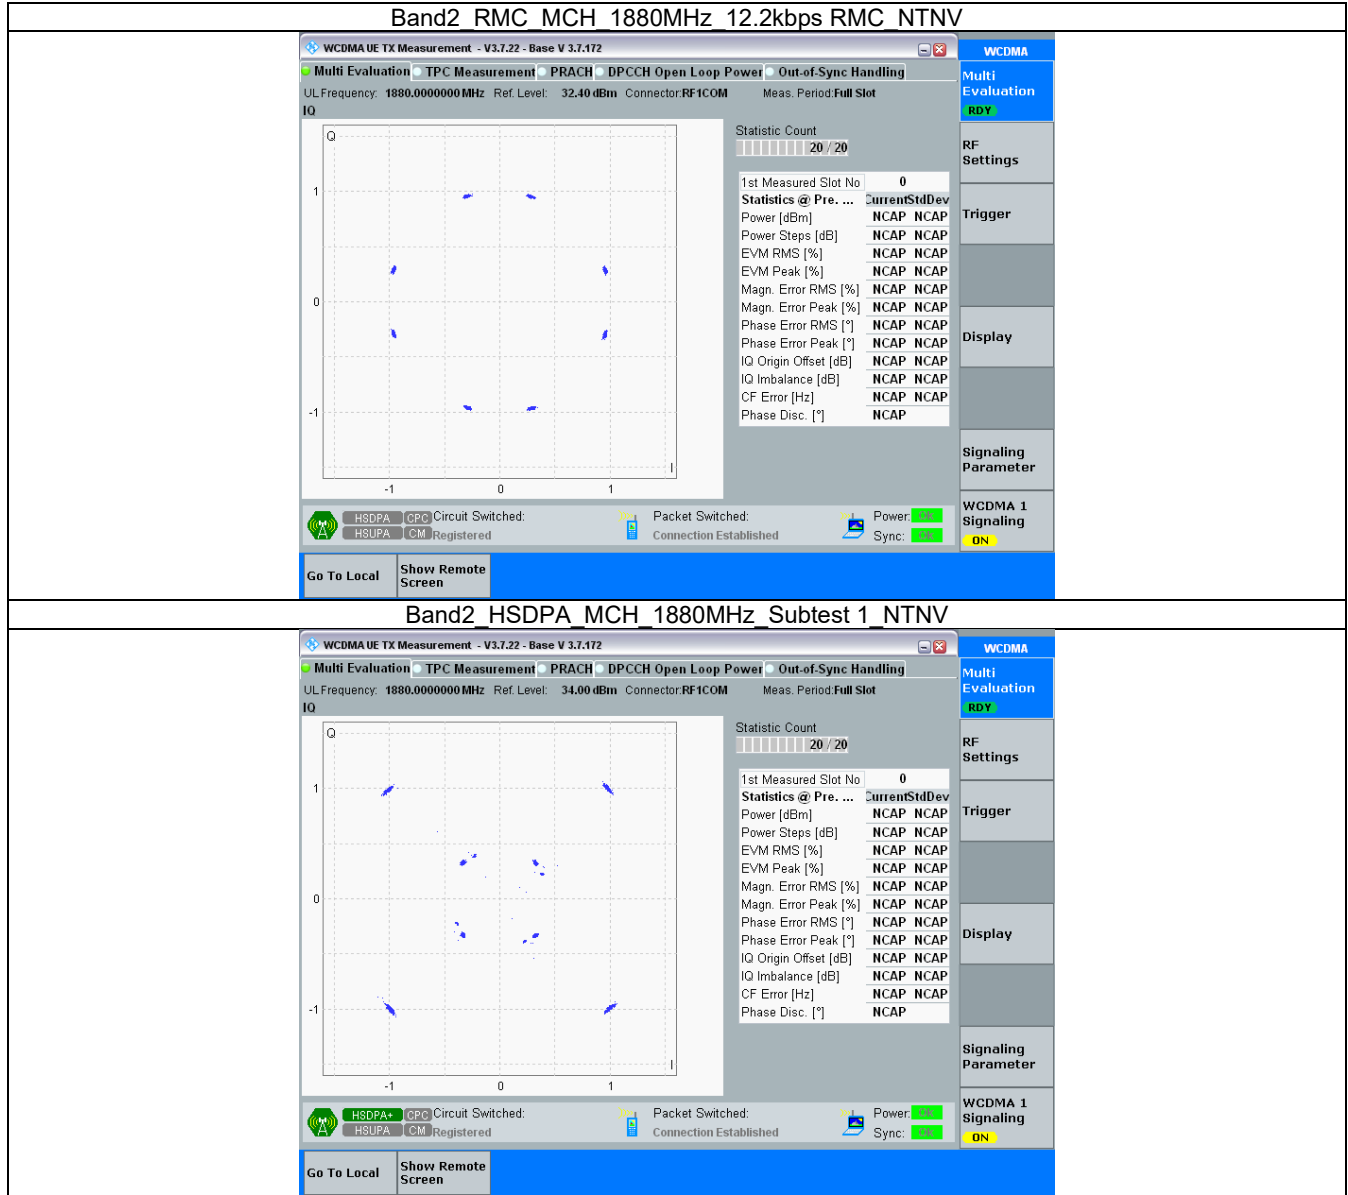 Band2_RMC_MCH_1880MHz_12.2kbps RMC_NTNV
WCDMA UE TX Measurement - V3.7.22 - Base V 3.7.172
WCDMA
Multi Evaluation TPC Measurement PRACH DPCCH Open Loop Power Out-of-Sync Handling
Multi
Evaluation
RDY
UL Frequency: 1880.0000000 MHz Ref. Level: 32.40 dBm Connector:RF1COM Meas. Period:Full Slot
IQ
Q
1
0
-1
-1 0 1
I
Statistic Count
20 / 20
1st Measured Slot No 0
Statistics @ Pre. ... CurrentStdDev
Power [dBm] NCAP NCAP
Power Steps [dB] NCAP NCAP
EVM RMS [%] NCAP NCAP
EVM Peak [%] NCAP NCAP
Magn. Error RMS [%] NCAP NCAP
Magn. Error Peak [%] NCAP NCAP
Phase Error RMS [°] NCAP NCAP
Phase Error Peak [°] NCAP NCAP
IQ Origin Offset [dB] NCAP NCAP
IQ Imbalance [dB] NCAP NCAP
CF Error [Hz] NCAP NCAP
Phase Disc. [°] NCAP
RF
Settings
Trigger
Display
Signaling
Parameter
WCDMA 1
Signaling
ON
HSDPA CPC Circuit Switched: Packet Switched: Power: OK
HSUPA CM Registered Connection Established Sync: OK
Go To Local
Show Remote
Screen
Band2_HSDPA_MCH_1880MHz_Subtest 1_NTNV
WCDMA UE TX Measurement - V3.7.22 - Base V 3.7.172
WCDMA
Multi Evaluation TPC Measurement PRACH DPCCH Open Loop Power Out-of-Sync Handling
Multi
Evaluation
RDY
UL Frequency: 1880.0000000 MHz Ref. Level: 34.00 dBm Connector:RF1COM Meas. Period:Full Slot
IQ
Q
1
0
-1
-1 0 1
I
Statistic Count
20 / 20
1st Measured Slot No 0
Statistics @ Pre. ... CurrentStdDev
Power [dBm] NCAP NCAP
Power Steps [dB] NCAP NCAP
EVM RMS [%] NCAP NCAP
EVM Peak [%] NCAP NCAP
Magn. Error RMS [%] NCAP NCAP
Magn. Error Peak [%] NCAP NCAP
Phase Error RMS [°] NCAP NCAP
Phase Error Peak [°] NCAP NCAP
IQ Origin Offset [dB] NCAP NCAP
IQ Imbalance [dB] NCAP NCAP
CF Error [Hz] NCAP NCAP
Phase Disc. [°] NCAP
RF
Settings
Trigger
Display
Signaling
Parameter
WCDMA 1
Signaling
ON
HSDPA+ CPC Circuit Switched: Packet Switched: Power: OK
HSUPA CM Registered Connection Established Sync: OK
Go To Local
Show Remote
Screen